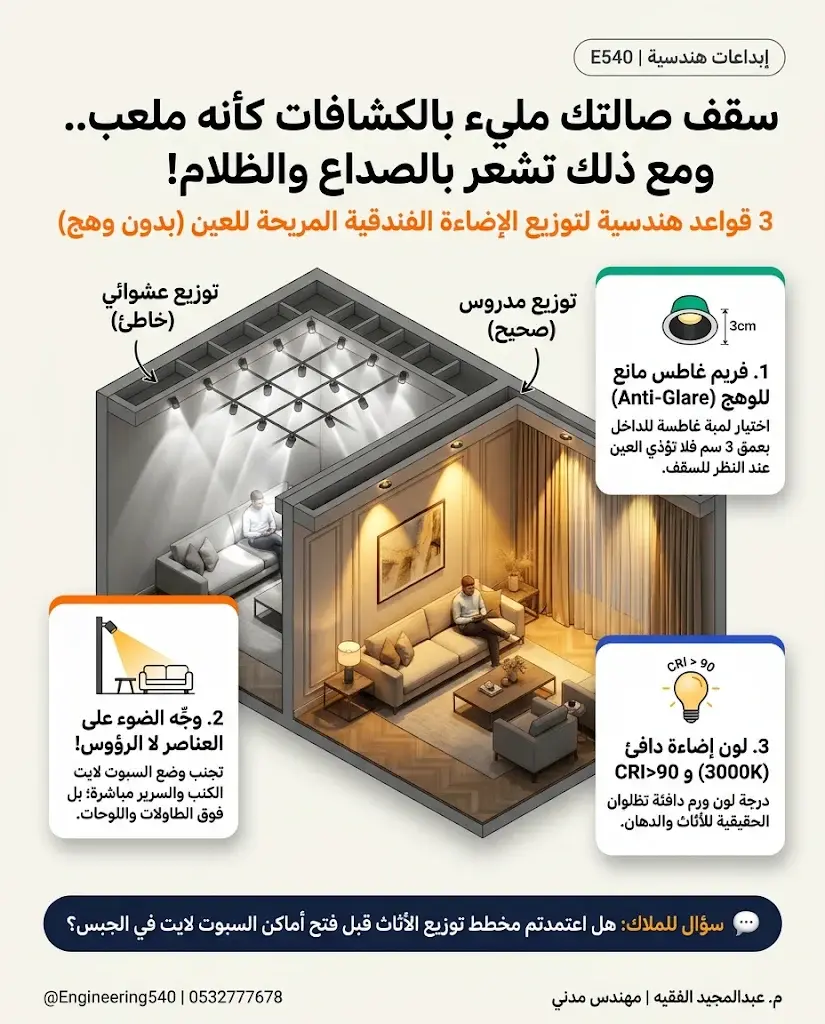 إبداعات هندسية | E540
سقف صالتك مليء بالكشافات كأنه ملعب..
ومع ذلك تشعر بالصداع والظلام!
3 قواعد هندسية لتوزيع الإضاءة الفندقية المريحة للعين (بدون وهج)
توزيع عشوائي
(خاطئ)
توزيع مدروس
(صحيح)
3cm
1. فريم غاطس مانع
للوهج (Anti-Glare)
اختيار لمبة غاطسة للداخل
بعمق 3 سم فلا تؤذي العين
عند النظر للسقف.
2. وجِّه الضوء على
العناصر لا الرؤوس!
تجنب وضع السبوت لايت
الكنب والسرير مباشرة؛ بل
فوق الطاولات واللوحات.
CRI > 90
3. لون إضاءة دافئ
(3000K) و CRI>90
درجة لون ورم دافئة تظلوان
الحقيقية للأثاث والدهان.
سؤال للملاك: هل اعتمدتم مخطط توزيع الأثاث قبل فتح أماكن السبوت لايت في الجبس؟
م. عبدالمجيد الفقيه | مهندس مدني
@Engineering540 | 0532777678